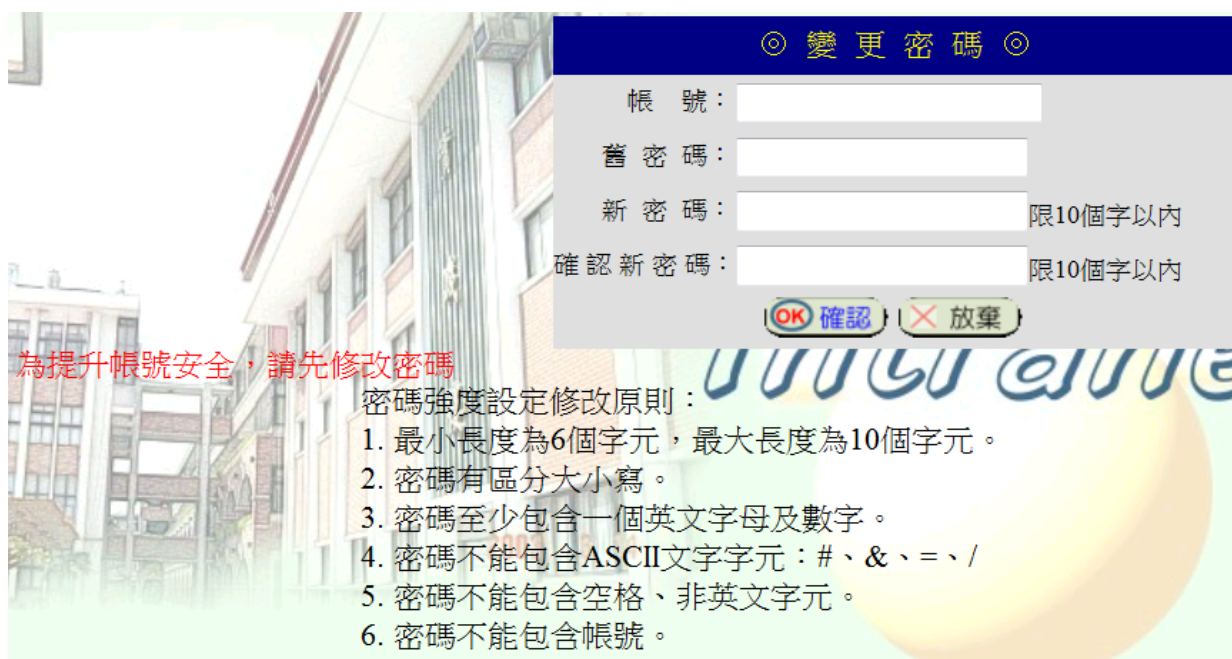 ◎ 變 更 密 碼 ◎
帳 號：
舊 密 碼：
新 密 碼：
限10個字以內
確 認 新 密 碼：
限10個字以內
OK 確認
放棄
為提升帳號安全，請先修改密碼
密碼強度設定修改原則：
1. 最小長度為6個字元，最大長度為10個字元。
2. 密碼有區分大小寫。
3. 密碼至少包含一個英文字母及數字。
4. 密碼不能包含ASCII文字字元：#、&、=、/
5. 密碼不能包含空格、非英文字元。
6. 密碼不能包含帳號。